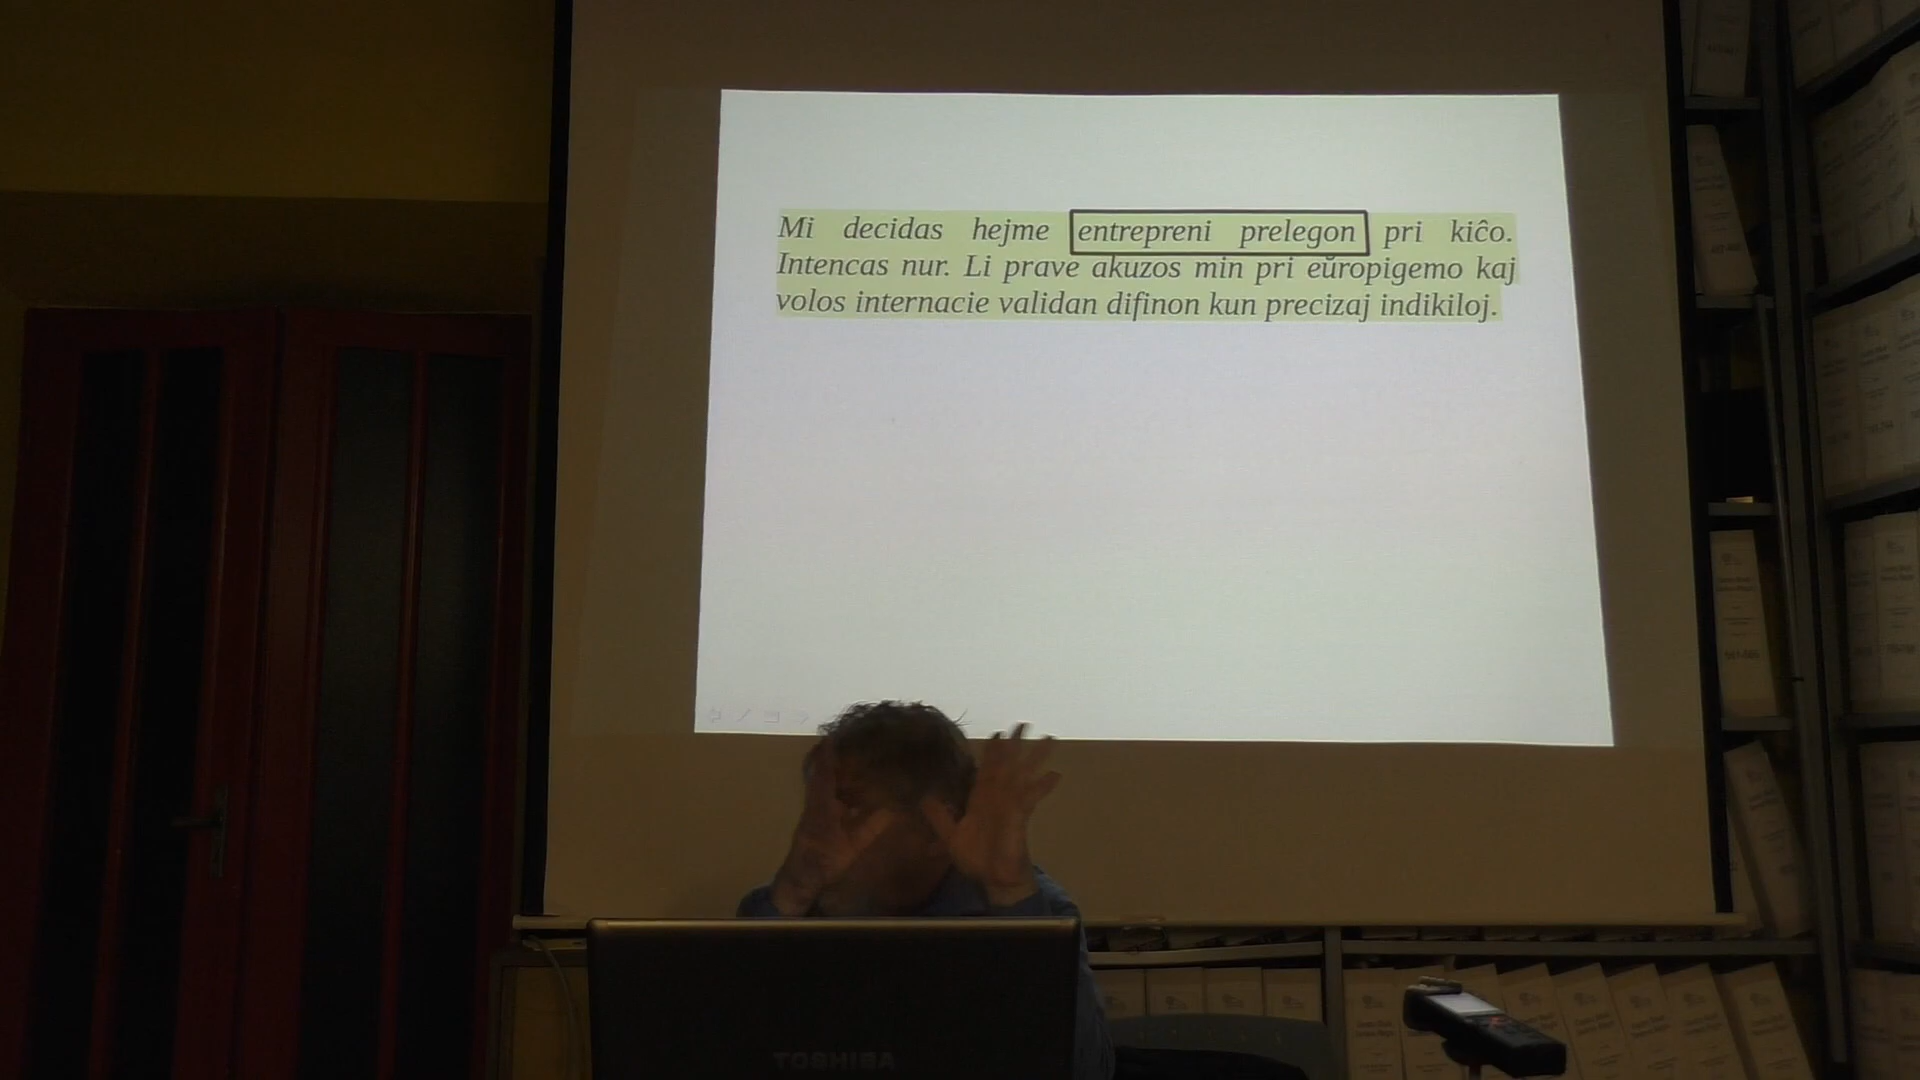 Mi decidas hejme entrepreni prelegon pri kiĉo.
Intencas nur. Li prave akuzos min pri eŭropigemo kaj
volos internacie validan difinon kun precizaj indikiloj.
TOSHIBA